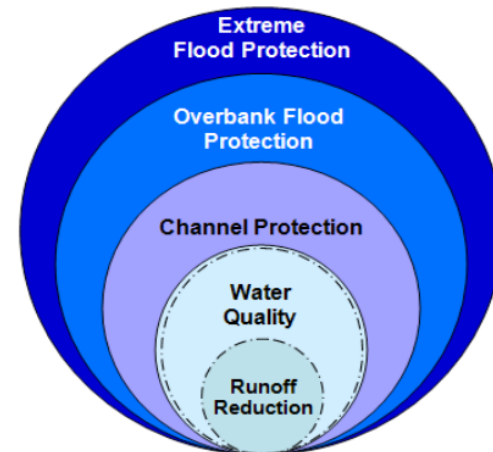 Extreme
Flood Protection
Overbank Flood
Protection
Channel Protection
Water
Quality
Runoff
Reduction